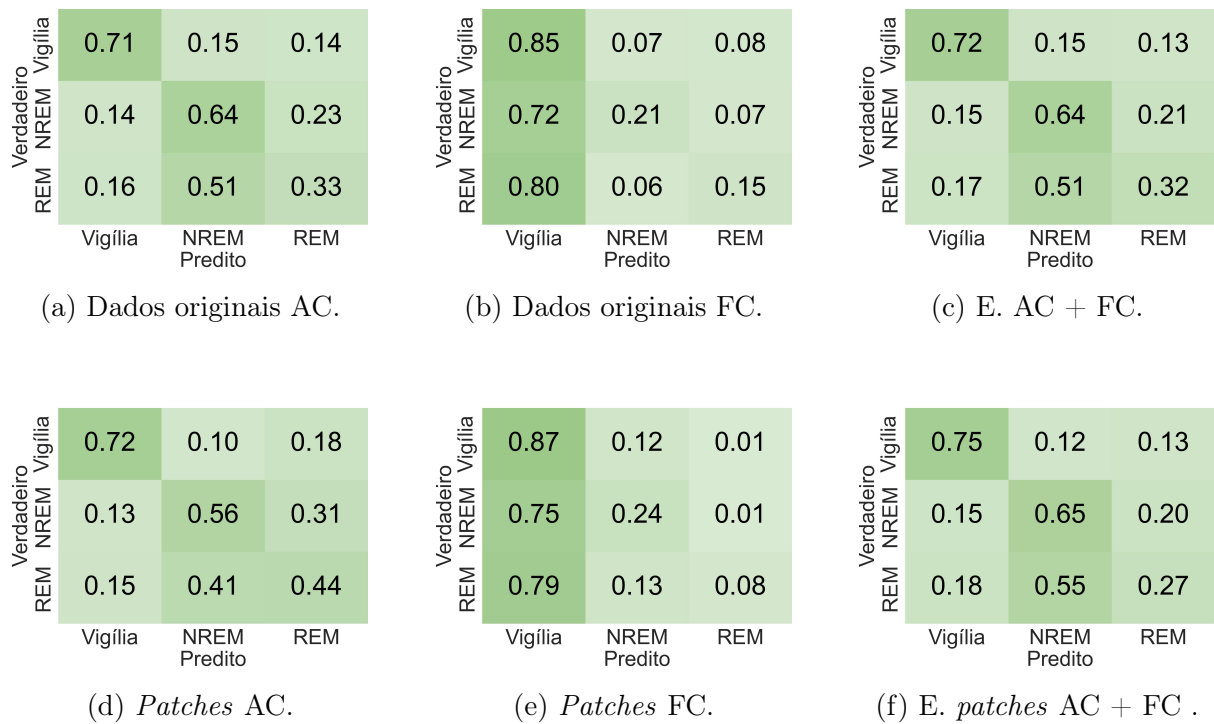 Verdadeiro
Vigília 0.71 0.15 0.14
NREM 0.14 0.64 0.23
REM 0.16 0.51 0.33
Vigília NREM REM
Predito
(a) Dados originais AC.
Verdadeiro
Vigília 0.85 0.07 0.08
NREM 0.72 0.21 0.07
REM 0.80 0.06 0.15
Vigília NREM REM
Predito
(b) Dados originais FC.
Verdadeiro
Vigília 0.72 0.15 0.13
NREM 0.15 0.64 0.21
REM 0.17 0.51 0.32
Vigília NREM REM
Predito
(c) E. AC + FC.
Verdadeiro
Vigília 0.72 0.10 0.18
NREM 0.13 0.56 0.31
REM 0.15 0.41 0.44
Vigília NREM REM
Predito
(d) Patches AC.
Verdadeiro
Vigília 0.87 0.12 0.01
NREM 0.75 0.24 0.01
REM 0.79 0.13 0.08
Vigília NREM REM
Predito
(e) Patches FC.
Verdadeiro
Vigília 0.75 0.12 0.13
NREM 0.15 0.65 0.20
REM 0.18 0.55 0.27
Vigília NREM REM
Predito
(f) E. patches AC + FC .